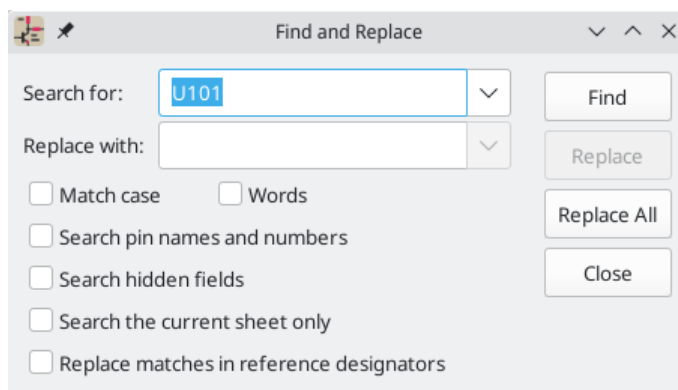 Find and Replace
Search for: U101 Find
Replace with: Replace
Match case Words
Replace All
Search pin names and numbers
Search hidden fields Close
Search the current sheet only
Replace matches in reference designators